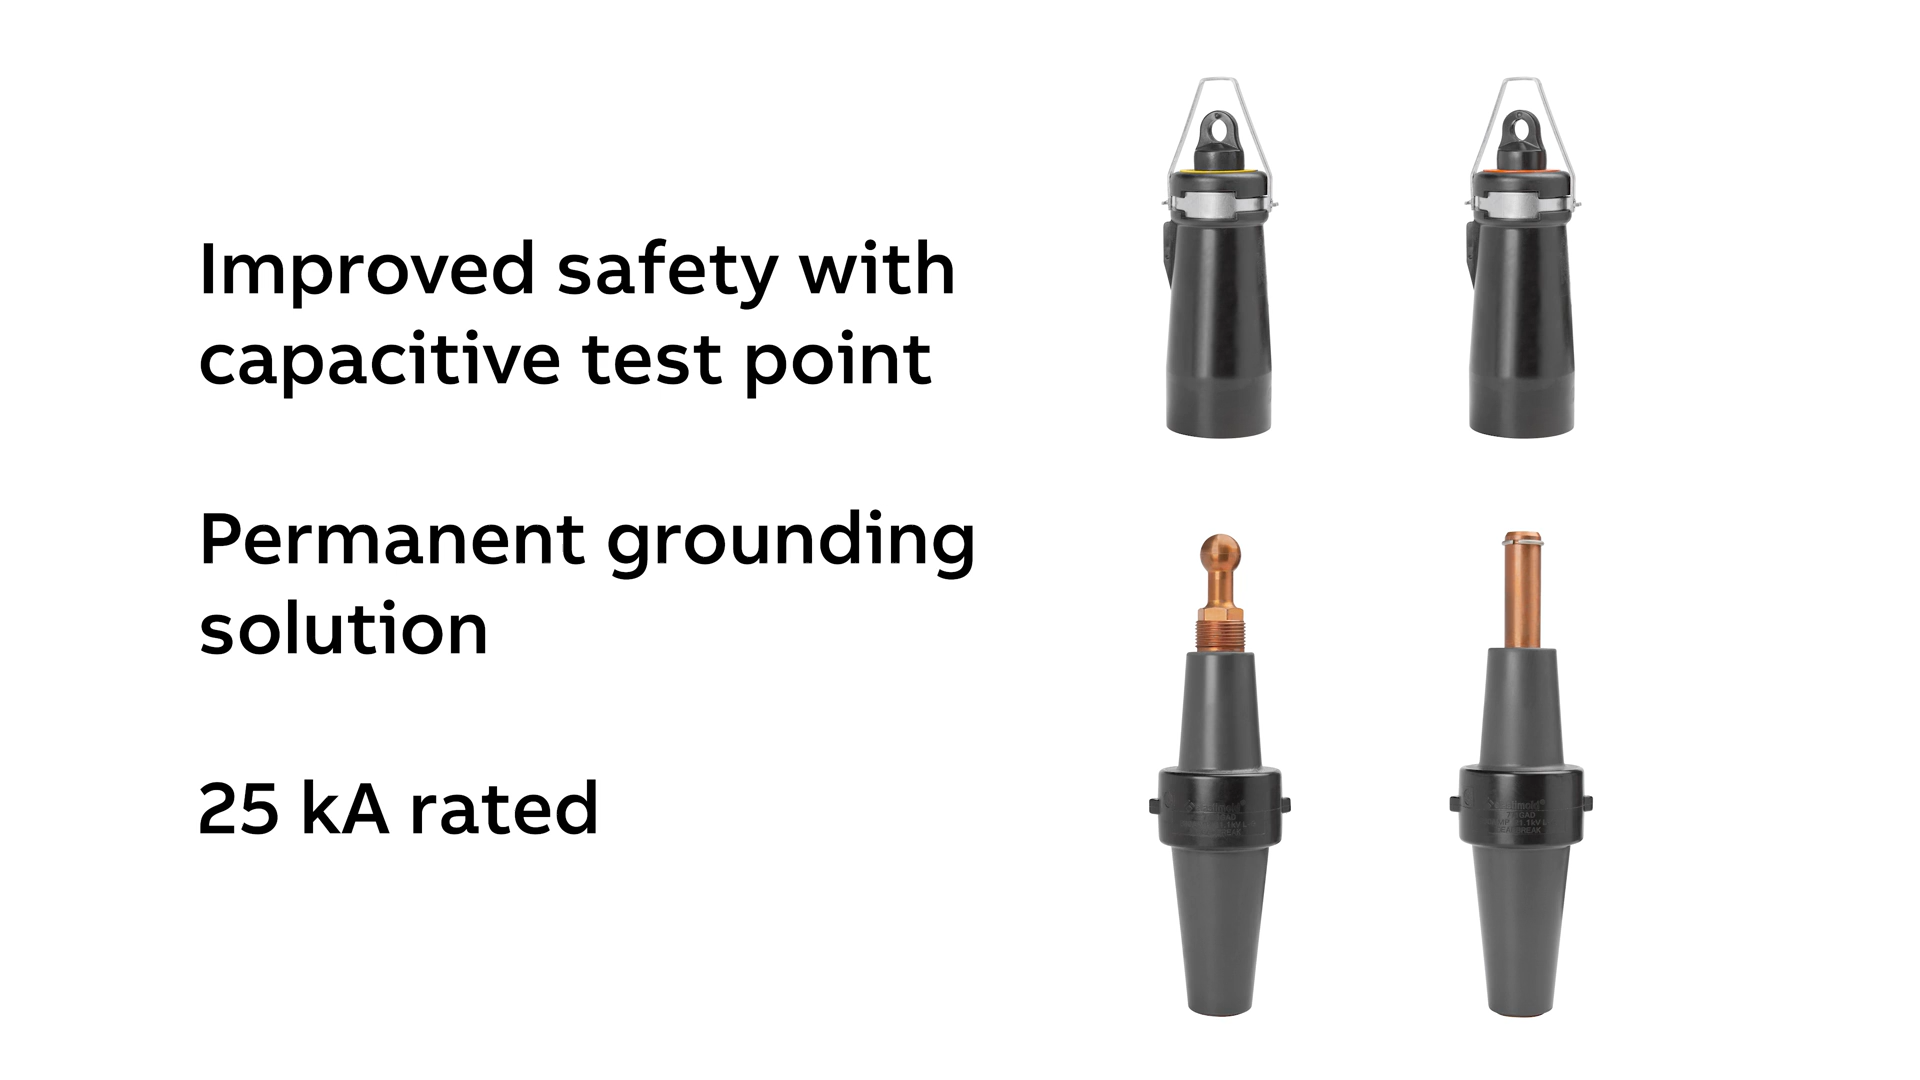 Improved safety with
capacitive test point
Permanent grounding
solution
25 kA rated